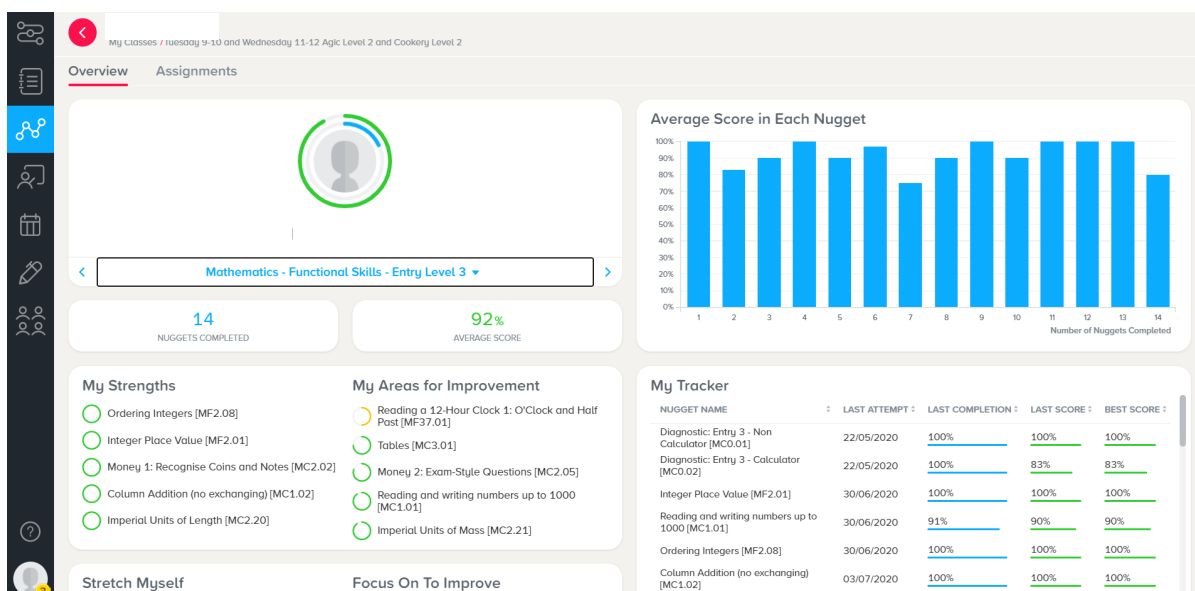 My Classes / Tuesday 9-10 and Wednesday 11-12 Agic Level 2 and Cookery Level 2
Overview
Assignments
Mathematics - Functional Skills - Entry Level 3
14
NUGGETS COMPLETED
92%
AVERAGE SCORE
Average Score in Each Nugget
100%
90%
80%
70%
60%
50%
40%
30%
20%
10%
0%
1 2 3 4 5 6 7 8 9 10 11 12 13 14
Number of Nuggets Completed
My Strengths
Ordering Integers [MF2.08]
Integer Place Value [MF2.01]
Money 1: Recognise Coins and Notes [MC2.02]
Column Addition (no exchanging) [MC1.02]
Imperial Units of Length [MC2.20]
My Areas for Improvement
Reading a 12-Hour Clock 1: O'Clock and Half
Past [MF37.01]
Tables [MC3.01]
Money 2: Exam-Style Questions [MC2.05]
Reading and writing numbers up to 1000
[MC1.01]
Imperial Units of Mass [MC2.21]
My Tracker
NUGGET NAME LAST ATTEMPT LAST COMPLETION LAST SCORE BEST SCORE
Diagnostic: Entry 3 - Non
Calculator [MC0.01]
22/05/2020 100% 100% 100%
Diagnostic: Entry 3 - Calculator
[MC0.02]
22/05/2020 100% 83% 83%
Integer Place Value [MF2.01] 30/06/2020 100% 100% 100%
Reading and writing numbers up to
1000 [MC1.01]
30/06/2020 91% 90% 90%
Ordering Integers [MF2.08] 30/06/2020 100% 100% 100%
Column Addition (no exchanging)
[MC1.02]
03/07/2020 100% 100% 100%
Stretch Myself
Focus On To Improve
?